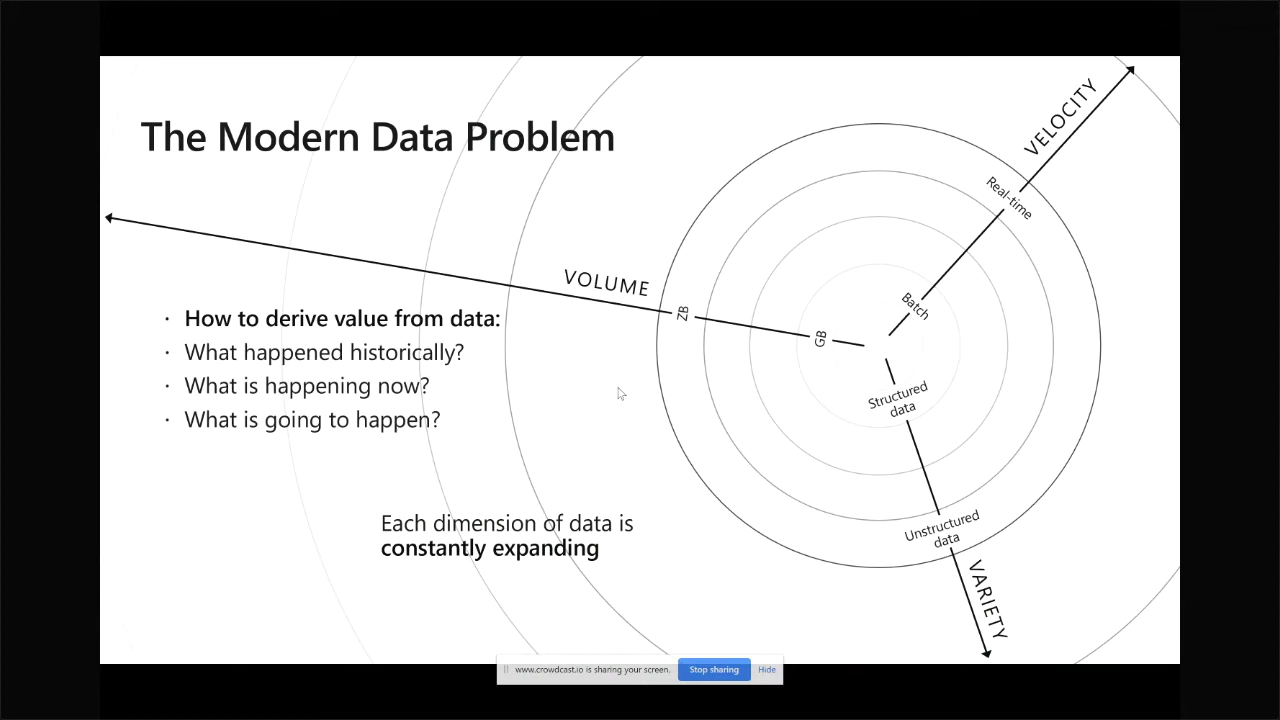 The Modern Data Problem
VELOCITY
Real-time
Batch
VOLUME
ZB
GB
· How to derive value from data:
· What happened historically?
· What is happening now?
· What is going to happen?
Structured
data
Unstructured
data
VARIETY
Each dimension of data is
constantly expanding
www.crowdcast.io is sharing your screen. Stop sharing Hide